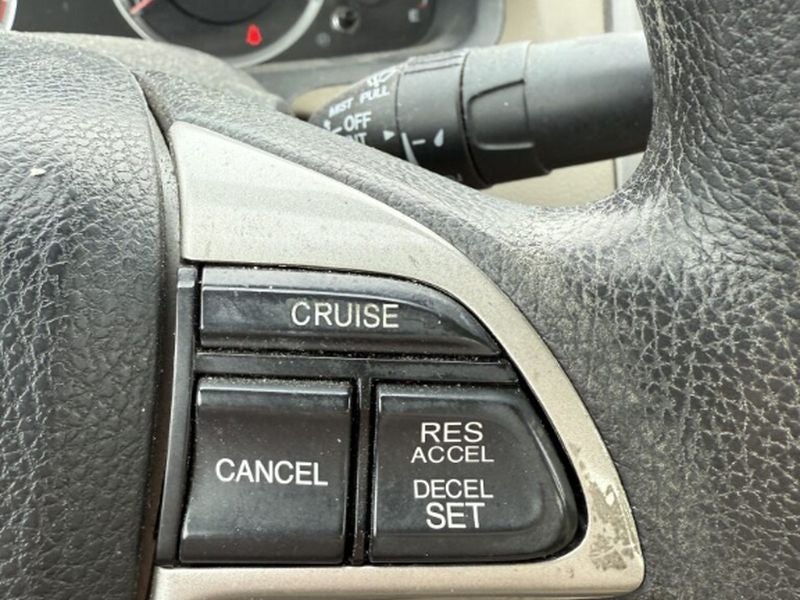 MIST PULL
OFF
CRUISE
CANCEL
RES
ACCEL
DECEL
SET